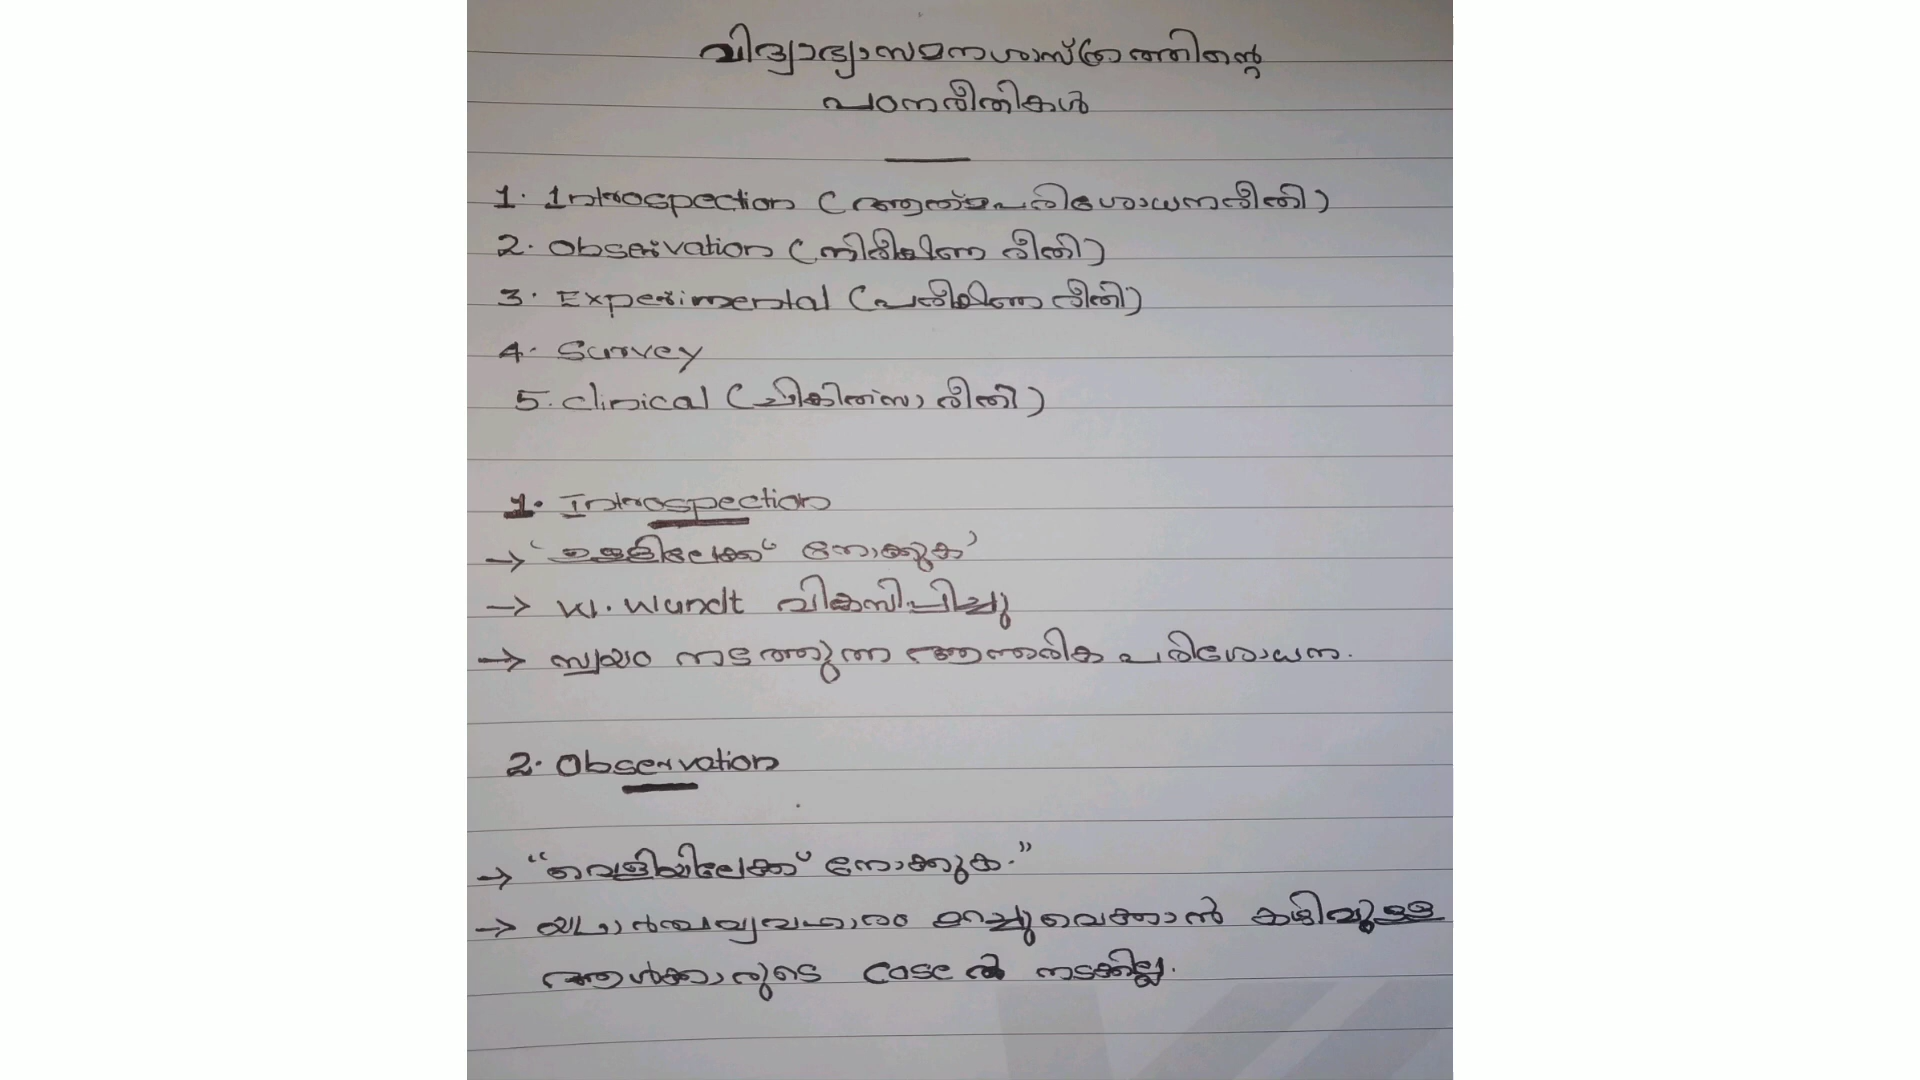 വിദ്യാഭ്യാസമനശാസ്ത്രത്തിന്റെ
പഠനരീതികൾ
1. Introspection (ആത്മപരിശോധനരീതി)
2. Observation (നിരീക്ഷണ രീതി)
3. Experimental (പരീക്ഷണ രീതി)
4. Survey
5. Clinical (ചികിത്സാ രീതി)
1. Introspection
→ ‘ഉള്ളിലേക്ക് നോക്കുക’
→ W. Wundt വികസിപ്പിച്ചു
→ സ്വയം നടത്തുന്ന ആന്തരിക പരിശോധന.
2. Observation
→ “വെളിയിലേക്ക് നോക്കുക.”
→ യഥാർത്ഥവ്യവഹാരം മറച്ചുവെക്കാൻ കഴിവുള്ള
ആൾക്കാരുടെ case ൽ നടക്കില്ല.